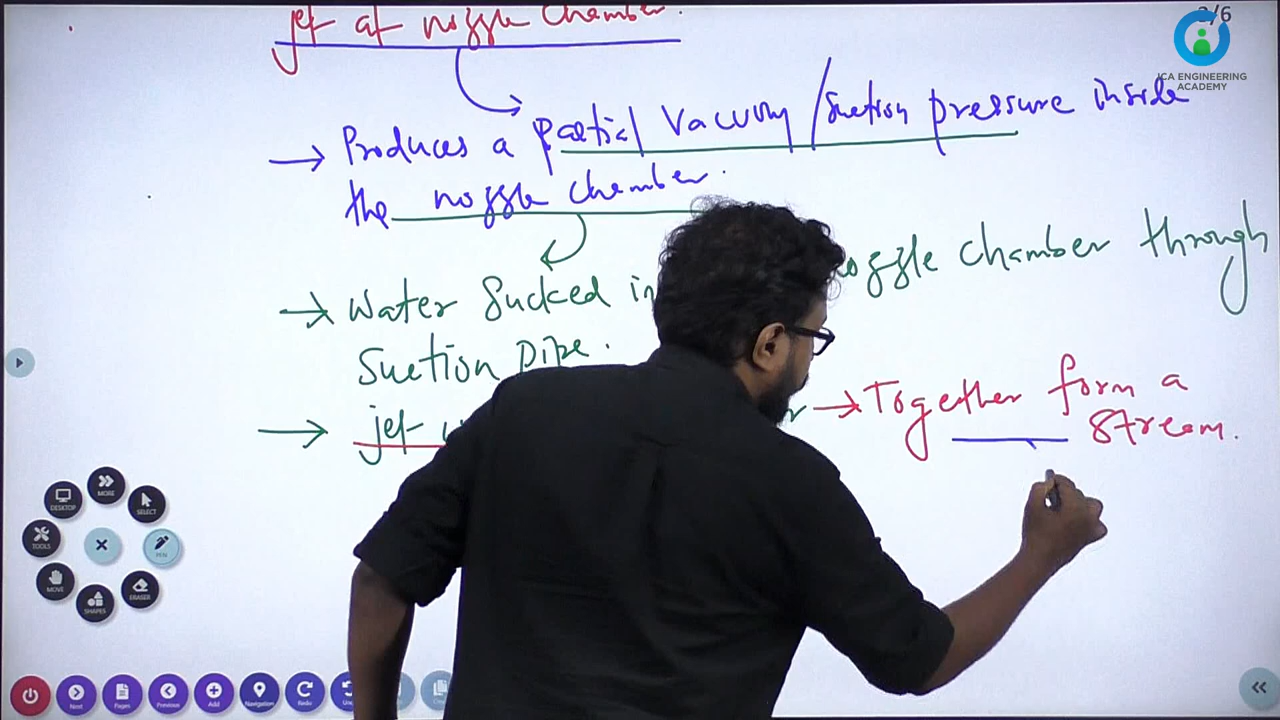 jet at nozzle chamber.
2/6
ICA ENGINEERING
ACADEMY
→ Produces a partial vacuum/suction pressure inside
the nozzle chamber.
→ Water sucked in nozzle chamber through
suction pipe.
→ jet → Together form a
stream.
DESKTOP
MORE
SELECT
TOOLS
PEN
MOVE
SHAPES
ERASER
Next
Pages
Previous
Add
Navigation
Redo